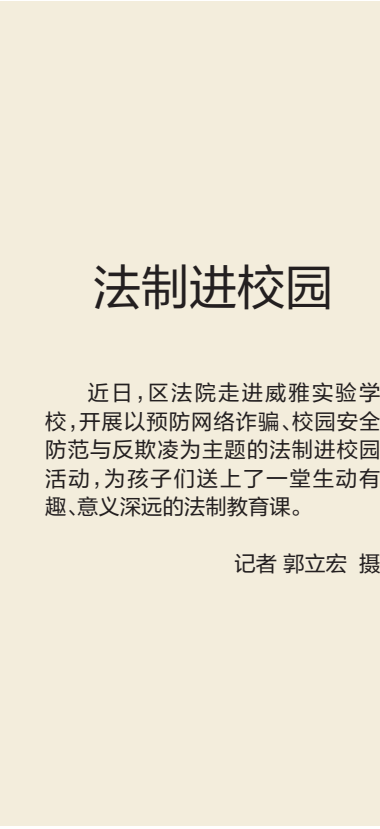 法制进校园
近日,区法院走进威雅实验学
校,开展以预防网络诈骗、校园安全
防范与反欺凌为主题的法制进校园
活动,为孩子们送上了一堂生动有
趣、意义深远的法制教育课。
记者 郭立宏 摄